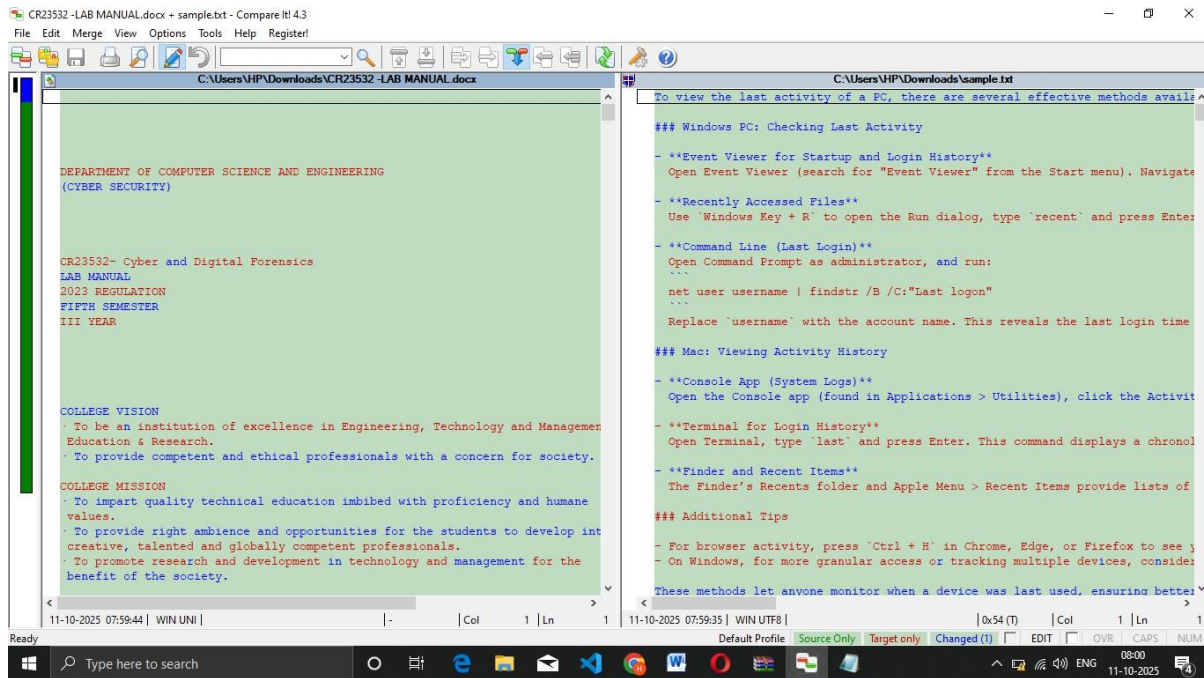 CR23532 -LAB MANUAL.docx + sample.txt - Compare It! 4.3
File Edit Merge View Options Tools Help Register!
C:\Users\HP\Downloads\CR23532 -LAB MANUAL.docx
DEPARTMENT OF COMPUTER SCIENCE AND ENGINEERING
(CYBER SECURITY)
CR23532- Cyber and Digital Forensics
LAB MANUAL
2023 REGULATION
FIFTH SEMESTER
III YEAR
COLLEGE VISION
· To be an institution of excellence in Engineering, Technology and Managemen
Education & Research.
· To provide competent and ethical professionals with a concern for society.
COLLEGE MISSION
· To impart quality technical education imbibed with proficiency and humane
values.
· To provide right ambience and opportunities for the students to develop int
creative, talented and globally competent professionals.
· To promote research and development in technology and management for the
benefit of the society.
11-10-2025 07:59:44 WIN UNI - Col 1 Ln 1
C:\Users\HP\Downloads\sample.txt
To view the last activity of a PC, there are several effective methods availa
### Windows PC: Checking Last Activity
- **Event Viewer for Startup and Login History**
Open Event Viewer (search for "Event Viewer" from the Start menu). Navigate
- **Recently Accessed Files**
Use `Windows Key + R` to open the Run dialog, type `recent` and press Enter
- **Command Line (Last Login)**
Open Command Prompt as administrator, and run:
```
net user username | findstr /B /C:"Last logon"
```
Replace `username` with the account name. This reveals the last login time
### Mac: Viewing Activity History
- **Console App (System Logs)**
Open the Console app (found in Applications > Utilities), click the Activit
- **Terminal for Login History**
Open Terminal, type `last` and press Enter. This command displays a chronol
- **Finder and Recent Items**
The Finder’s Recents folder and Apple Menu > Recent Items provide lists of
### Additional Tips
- For browser activity, press `Ctrl + H` in Chrome, Edge, or Firefox to see y
- On Windows, for more granular access or tracking multiple devices, consider
These methods let anyone monitor when a device was last used, ensuring better
11-10-2025 07:59:35 WIN UTF8 0x54 (T) Col 1 Ln 1
Ready Default Profile Source Only Target only Changed (1) EDIT OVR CAPS NUM
Type here to search ENG 08:00
11-10-2025